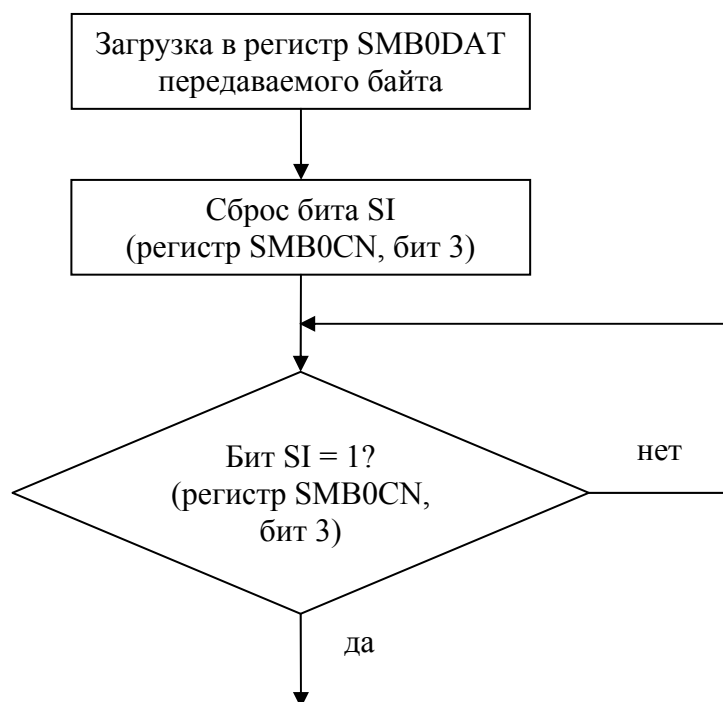 Загрузка в регистр SMB0DAT
передаваемого байта
Сброс бита SI
(регистр SMB0CN, бит 3)
Бит SI = 1?
(регистр SMB0CN,
бит 3)
нет
да